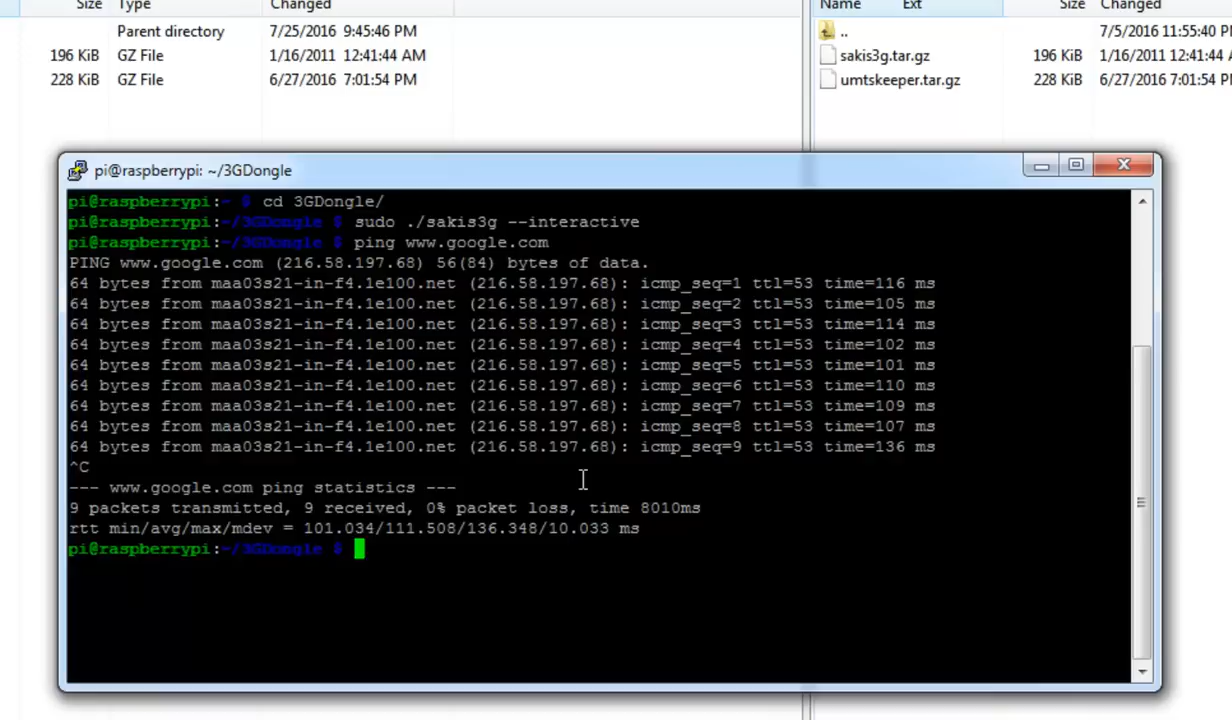 Size Type Changed
Parent directory 7/25/2016 9:45:46 PM
196 KiB GZ File 1/16/2011 12:41:44 AM
228 KiB GZ File 6/27/2016 7:01:54 PM
Name Ext Size Changed
.. 7/5/2016 11:55:40 P
sakis3g.tar.gz 196 KiB 1/16/2011 12:41:44
umtskeeper.tar.gz 228 KiB 6/27/2016 7:01:54 P
pi@raspberrypi: ~/3GDongle
pi@raspberrypi:~ $ cd 3GDongle/
pi@raspberrypi:~/3GDongle $ sudo ./sakis3g --interactive
pi@raspberrypi:~/3GDongle $ ping www.google.com
PING www.google.com (216.58.197.68) 56(84) bytes of data.
64 bytes from maa03s21-in-f4.1e100.net (216.58.197.68): icmp_seq=1 ttl=53 time=116 ms
64 bytes from maa03s21-in-f4.1e100.net (216.58.197.68): icmp_seq=2 ttl=53 time=105 ms
64 bytes from maa03s21-in-f4.1e100.net (216.58.197.68): icmp_seq=3 ttl=53 time=114 ms
64 bytes from maa03s21-in-f4.1e100.net (216.58.197.68): icmp_seq=4 ttl=53 time=102 ms
64 bytes from maa03s21-in-f4.1e100.net (216.58.197.68): icmp_seq=5 ttl=53 time=101 ms
64 bytes from maa03s21-in-f4.1e100.net (216.58.197.68): icmp_seq=6 ttl=53 time=110 ms
64 bytes from maa03s21-in-f4.1e100.net (216.58.197.68): icmp_seq=7 ttl=53 time=109 ms
64 bytes from maa03s21-in-f4.1e100.net (216.58.197.68): icmp_seq=8 ttl=53 time=107 ms
64 bytes from maa03s21-in-f4.1e100.net (216.58.197.68): icmp_seq=9 ttl=53 time=136 ms
^C
--- www.google.com ping statistics ---
9 packets transmitted, 9 received, 0% packet loss, time 8010ms
rtt min/avg/max/mdev = 101.034/111.508/136.348/10.033 ms
pi@raspberrypi:~/3GDongle $